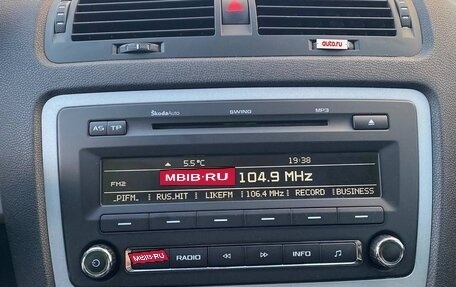 auto.ru
ŠkodaAuto SWING MP3
AS TP
5.5°C 19:38
FM2 MBIB·RU 104.9 MHz
_PIFM_ RUS.HIT LIKEFM 106.4 MHz RECORD BUSINESS
MBIB·RU RADIO INFO